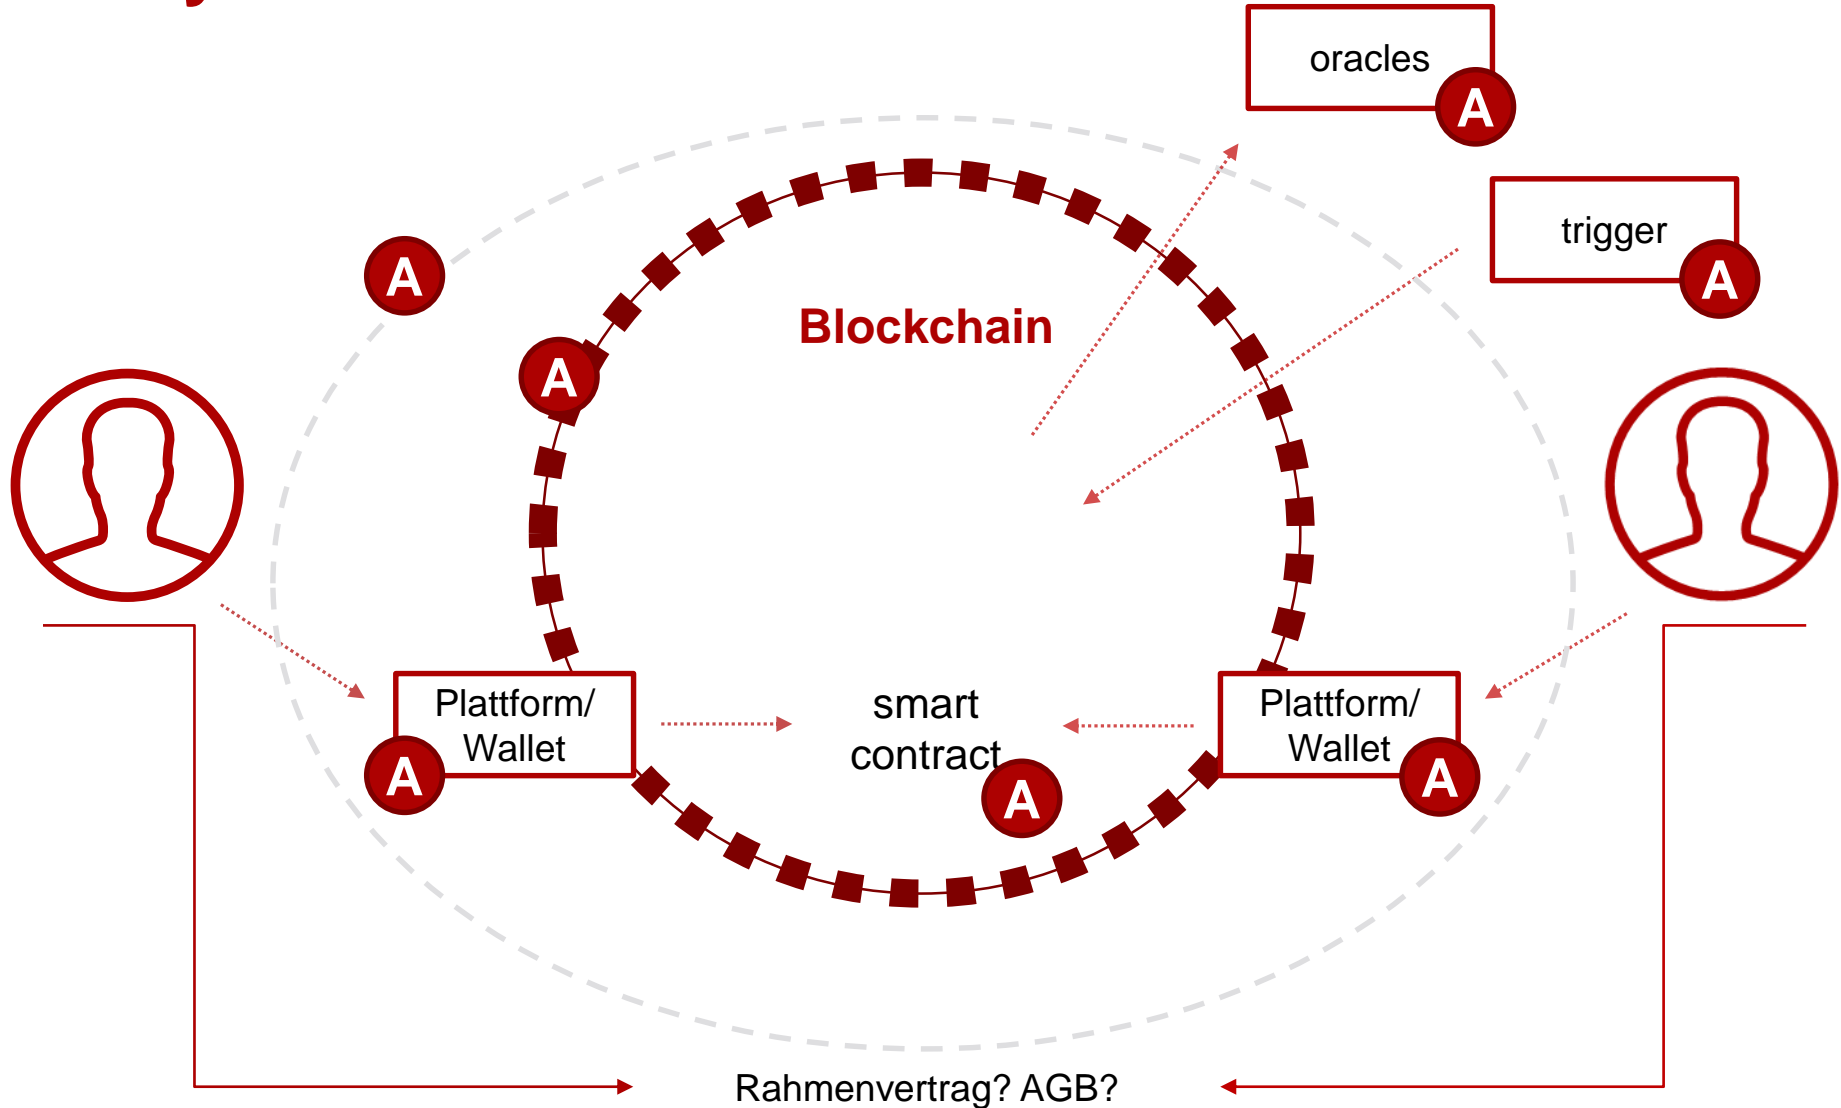 oracles
A
trigger
A
A
Blockchain
A
Plattform/
Wallet
A
smart
contract
A
Plattform/
Wallet
A
Rahmenvertrag? AGB?